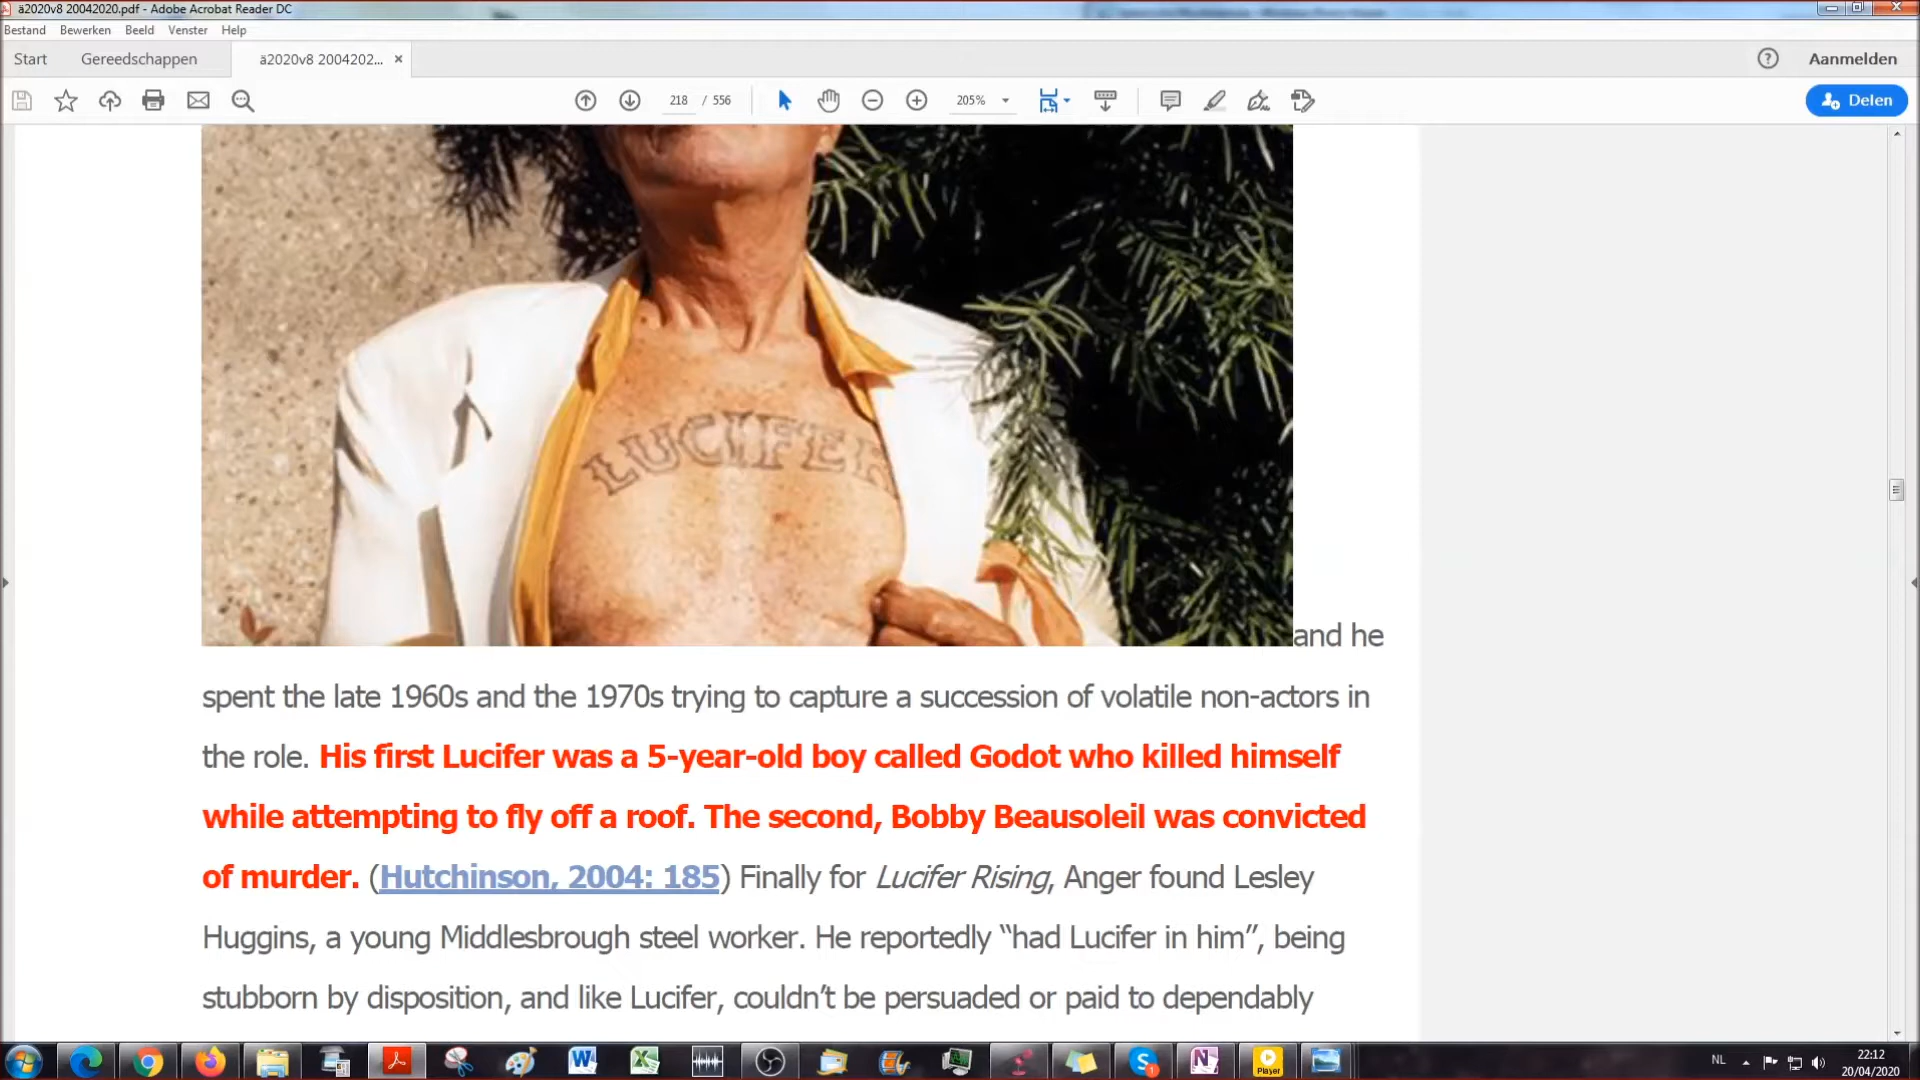 ä2020v8 20042020.pdf - Adobe Acrobat Reader DC
Bestand Bewerken Beeld Venster Help
Start Gereedschappen ä2020v8 2004202... × Aanmelden
218 / 556 205% Delen
LUCIFER
and he
spent the late 1960s and the 1970s trying to capture a succession of volatile non-actors in
the role. His first Lucifer was a 5-year-old boy called Godot who killed himself
while attempting to fly off a roof. The second, Bobby Beausoleil was convicted
of murder. (Hutchinson, 2004: 185) Finally for Lucifer Rising, Anger found Lesley
Huggins, a young Middlesbrough steel worker. He reportedly “had Lucifer in him”, being
stubborn by disposition, and like Lucifer, couldn’t be persuaded or paid to dependably
Player
NL 22:12
20/04/2020